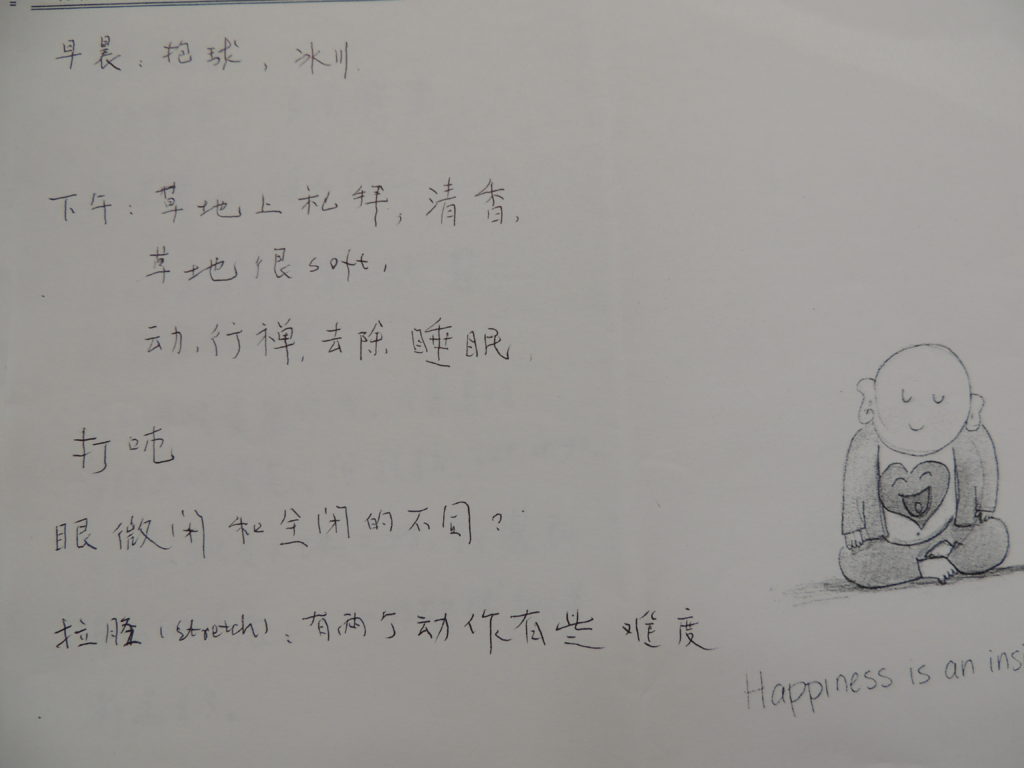 早晨：抱球，冰川.
下午：草地上礼拜，清香，
草地很soft，
动，行禅，去除睡眠，
打吨
眼微闭和全闭的不同？
拉胫（stretch）：有两个动作有些难度
Happiness is an insi